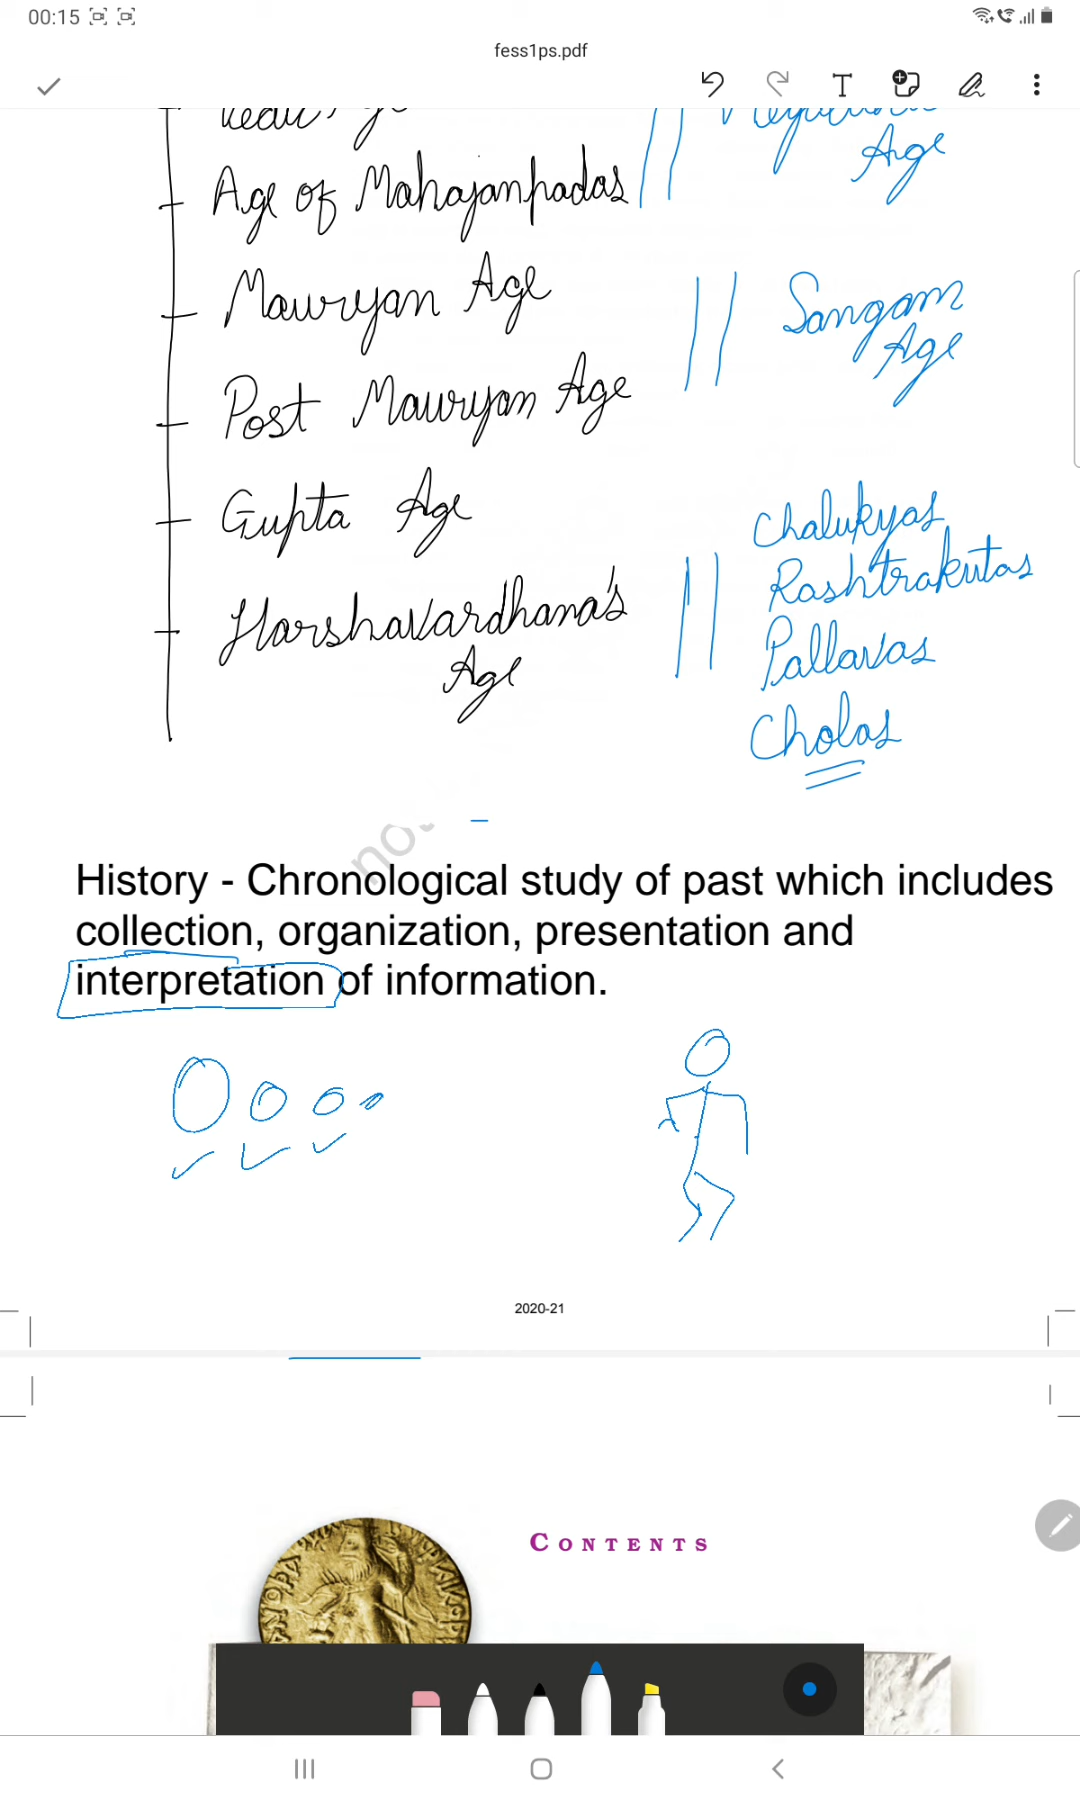 00:15
fess1ps.pdf
T
Age
Age of Mahajanpadas
Mauryan Age
Sangam
Age
Post Mauryan Age
Gupta Age
Chalukyas
Rashtrakutas
Harshavardhana's
Age
Pallavas
Cholas
not
History - Chronological study of past which includes
collection, organization, presentation and
interpretation of information.
2020-21
CONTENTS